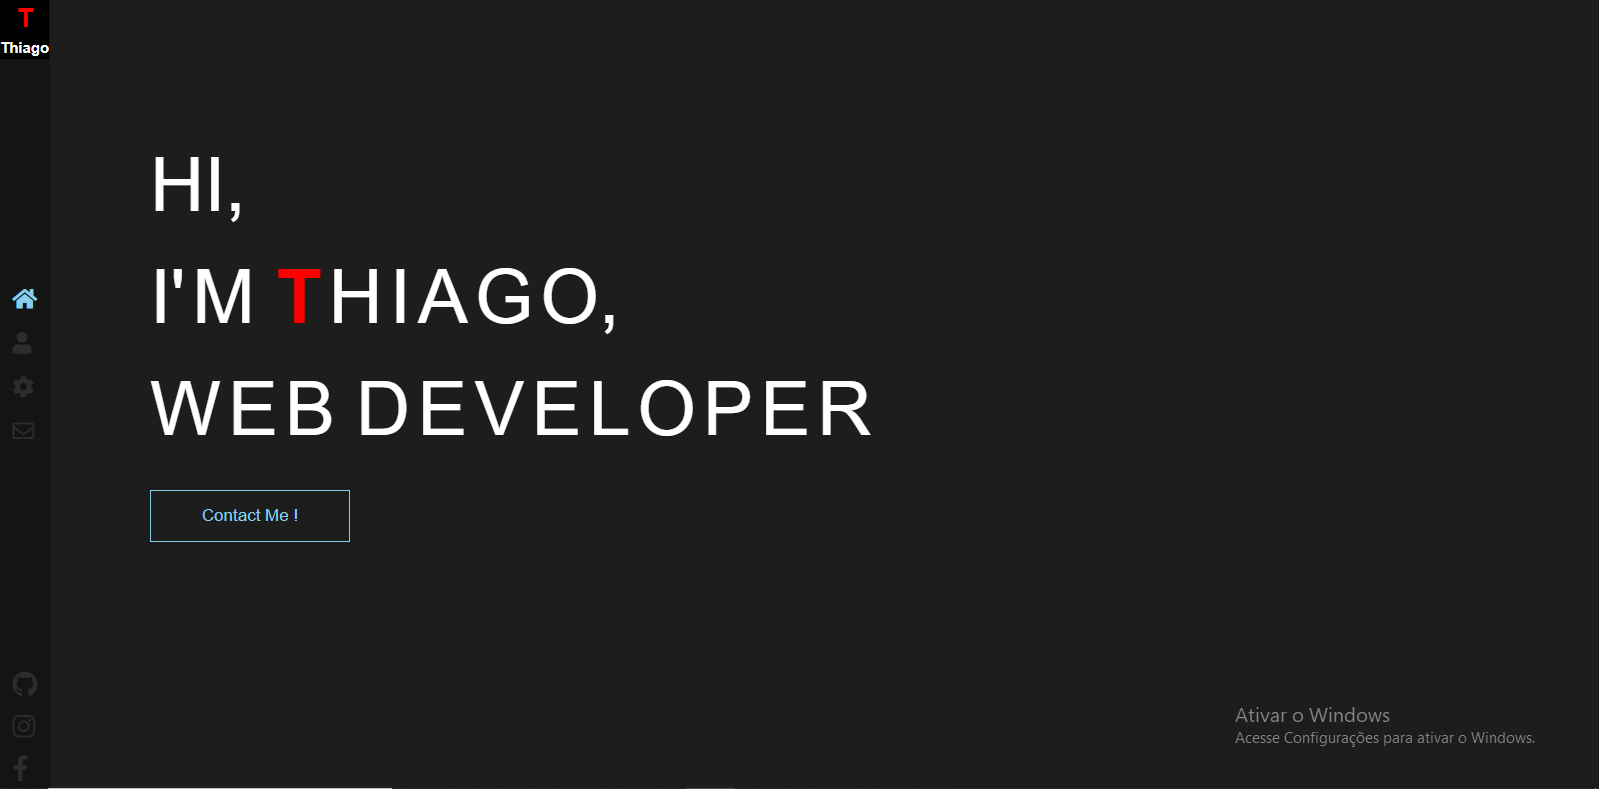 T
Thiago
HI,
I'M THIAGO,
WEB DEVELOPER
Contact Me !
Ativar o Windows
Acesse Configurações para ativar o Windows.